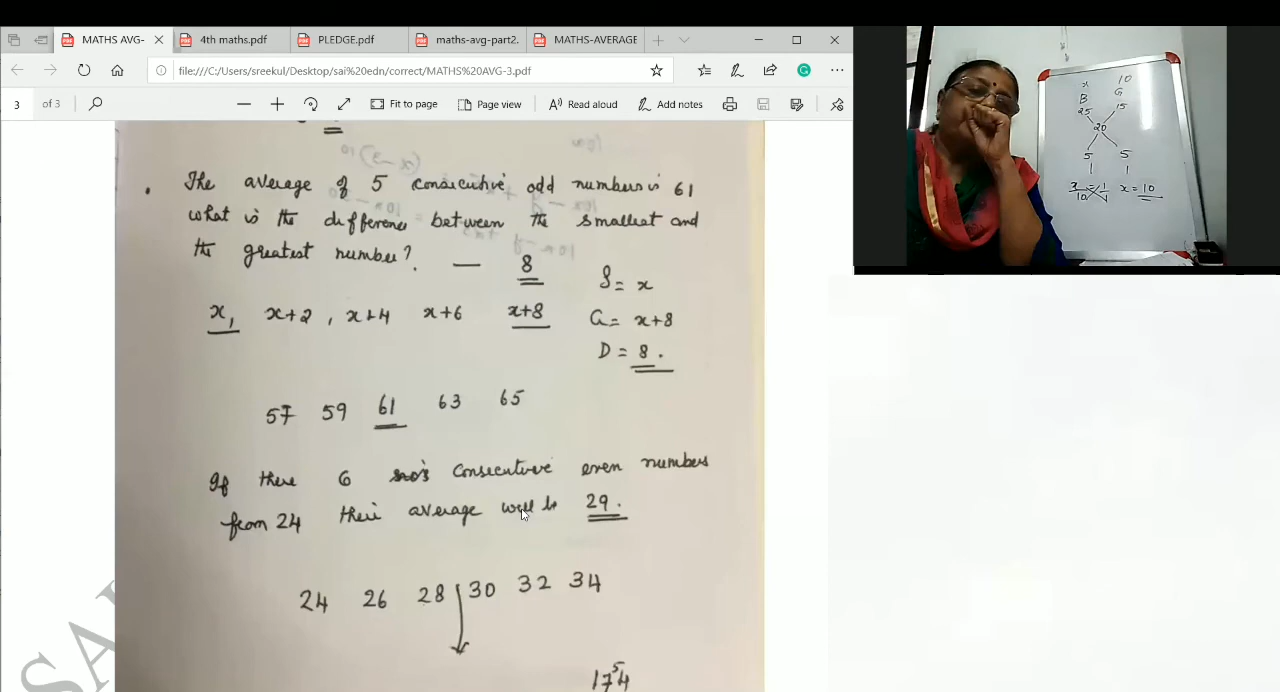 MATHS AVG-
4th maths.pdf
PLEDGE.pdf
maths-avg-part2.
MATHS-AVERAGE
file:///C:/Users/sreekul/Desktop/sai%20edn/correct/MATHS%20AVG-3.pdf
3 of 3
Fit to page
Page view
Read aloud
Add notes
The average of 5 consecutive odd numbers is 61
what is the difference between the smallest and
the greatest number? — 8
S = x
x, x+2, x+4 x+6 x+8
G = x+8
D = 8.
57 59 61 63 65
If there 6 consecutive even numbers
from 24 their average will be 29.
24 26 28 30 32 34
174
SA
x 10
B G
25 15
20
5 5
1 1
x = 10